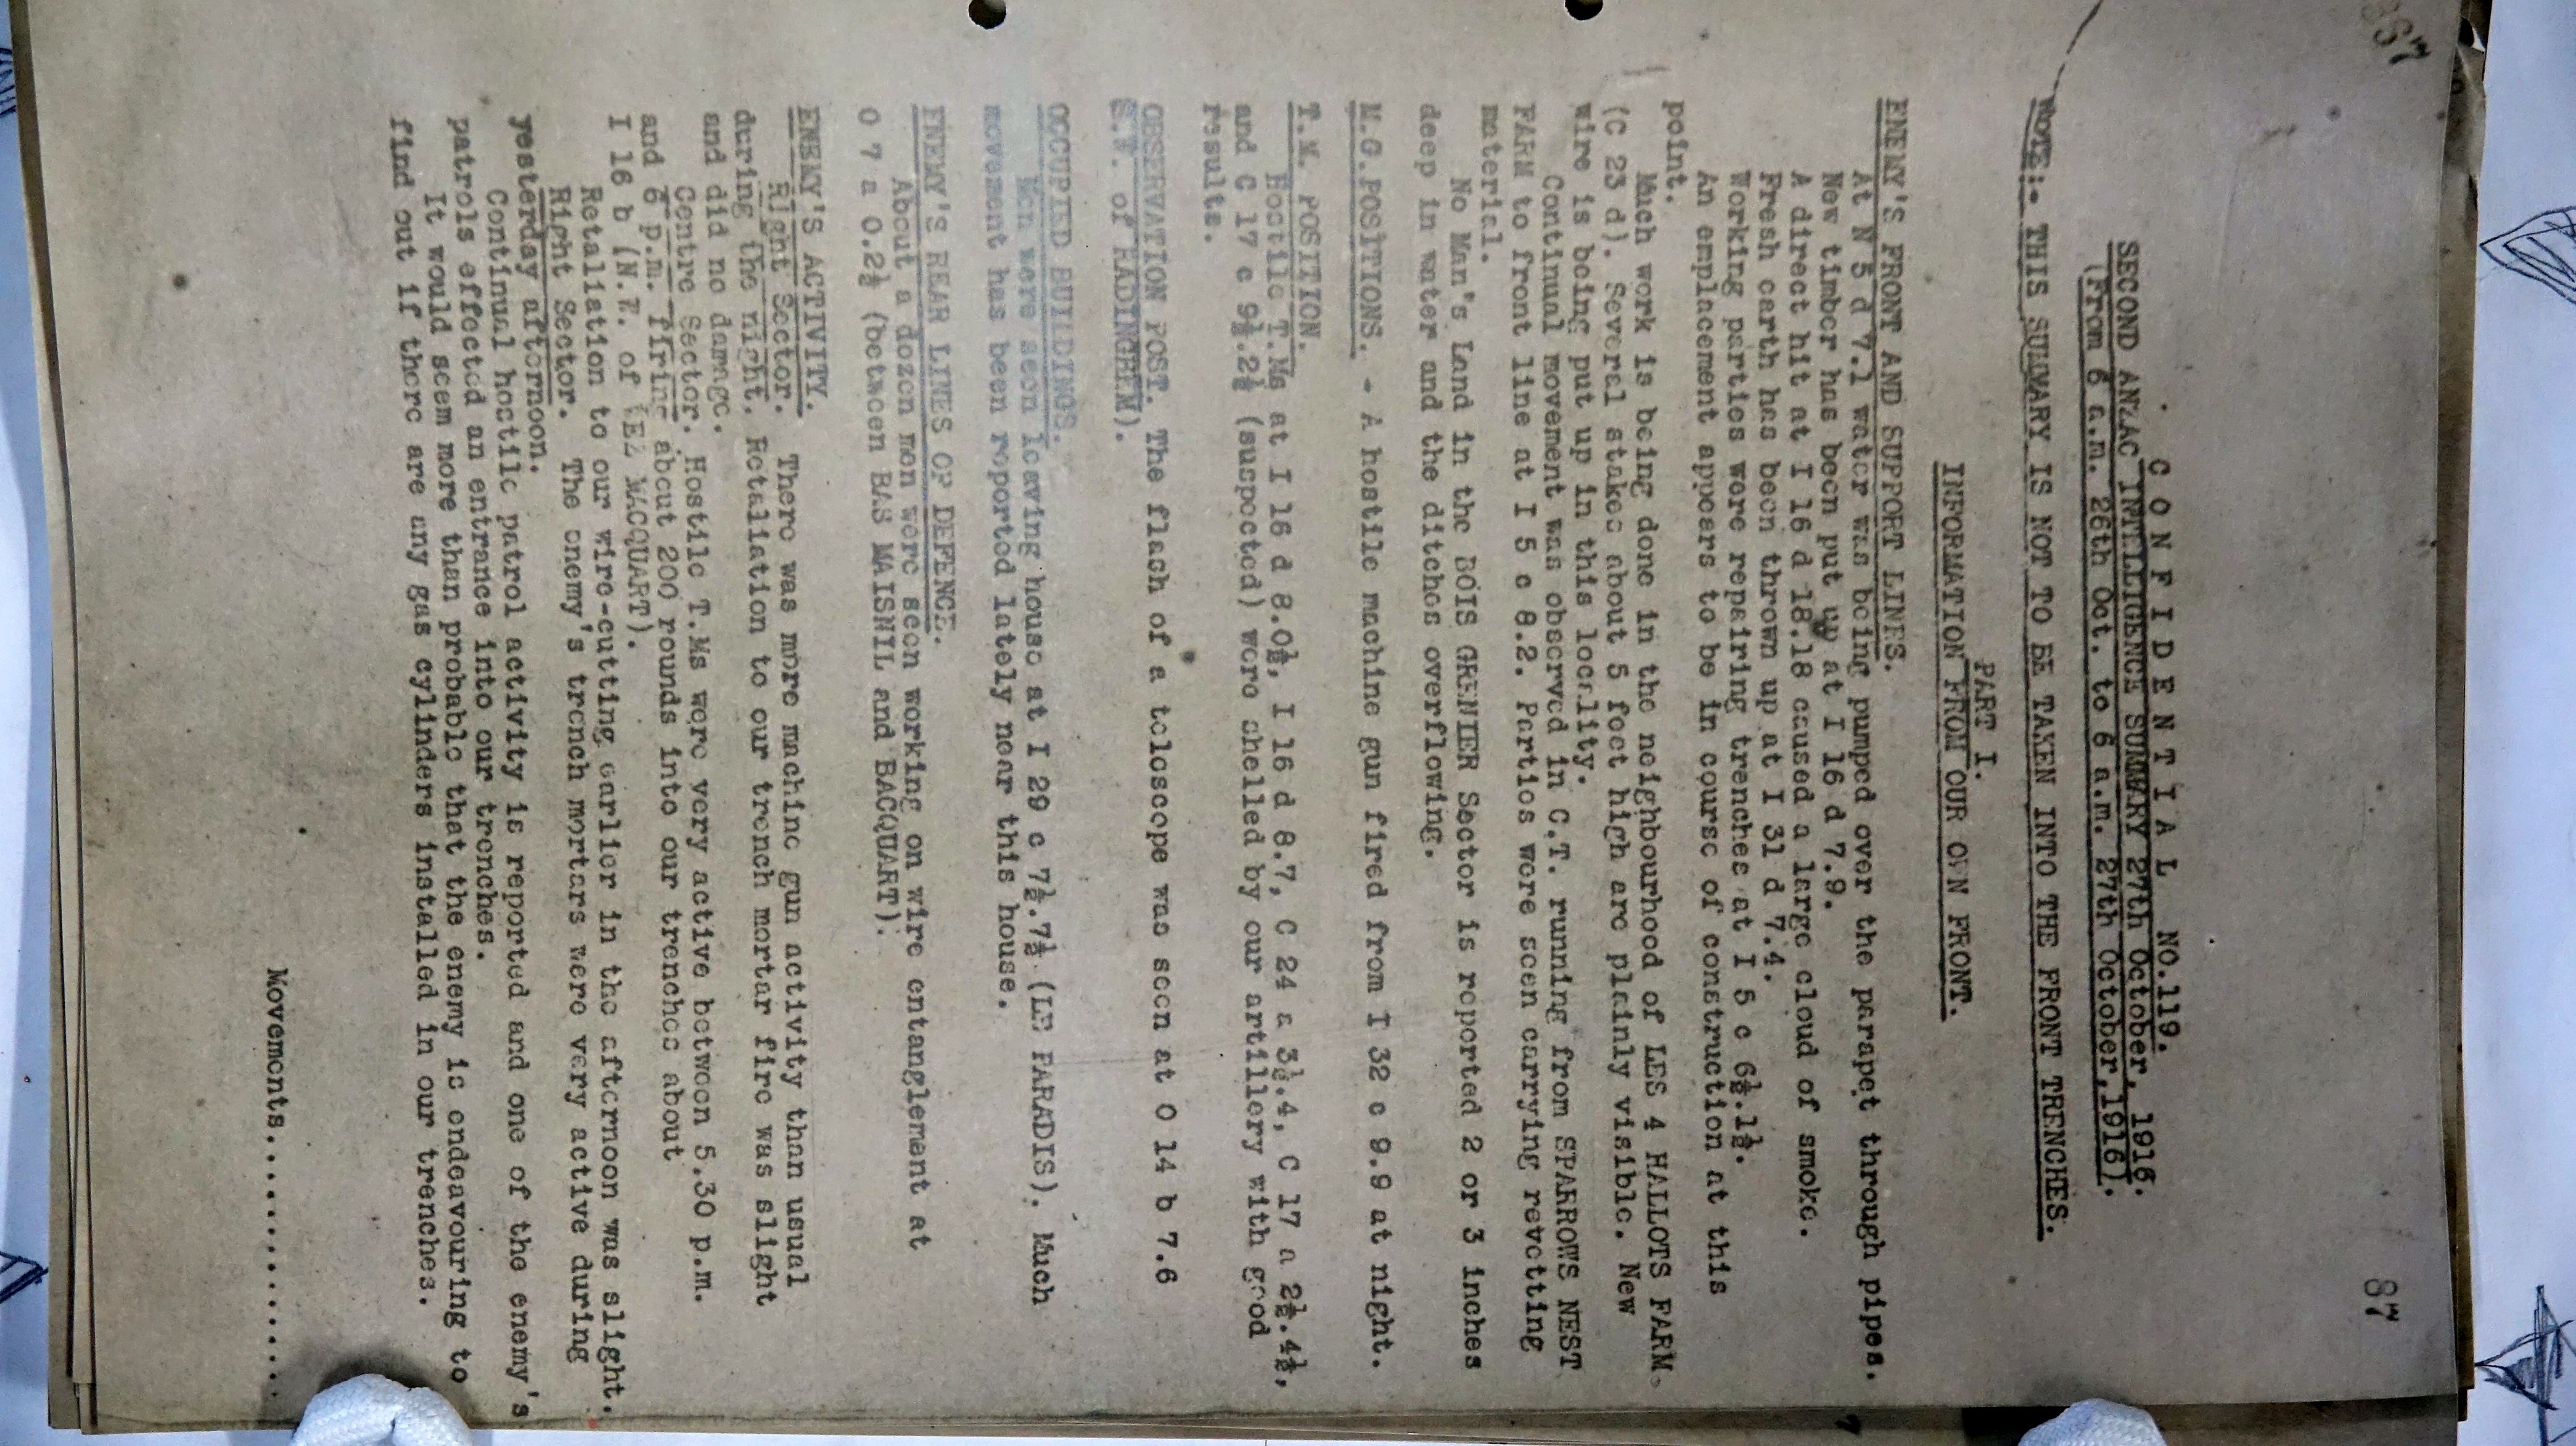 87
C O N F I D E N T I A L   NO.119.
SECOND ANZAC INTELLIGENCE SUMMARY 27th October, 1916.
(From 6 a.m. 26th Oct. to 6 a.m. 27th October,1916).
NOTE:- THIS SUMMARY IS NOT TO BE TAKEN INTO THE FRONT TRENCHES.
PART I.
INFORMATION FROM OUR OWN FRONT.
ENEMY'S FRONT AND SUPPORT LINES.
At N 5 d 7.1 water was being pumped over the parapet through pipes.
New timber has been put up at I 16 d 7.9.
A direct hit at I 16 d 18.18 caused a large cloud of smoke.
Fresh earth has been thrown up at I 31 d 7.4.
Working parties were repairing trenches at I 5 c 6½.1½.
An emplacement appears to be in course of construction at this
point.
Much work is being done in the neighbourhood of LES 4 HALLOTS FARM
(C 23 d). Several stakes about 5 feet high are plainly visible. New
wire is being put up in this locality.
Continual movement was observed in C.T. running from SPARROWS NEST
FARM to front line at I 5 c 8.2. Parties were seen carrying revetting
material.
No Man's Land in the BOIS GRENIER Sector is reported 2 or 3 inches
deep in water and the ditches overflowing.
M.G.POSITIONS. - A hostile machine gun fired from I 32 c 9.9 at night.
T.M. POSITION.
Hostile T.Ms at I 16 d 8.0½, I 16 d 8.7, C 24 a 3½.4, C 17 a 2½.4½,
and C 17 c 9½.2½ (suspected) were shelled by our artillery with good
results.
OBSERVATION POST. The flash of a teloscope was seen at O 14 b 7.6
of RADINGHEM).
OCCUPIED BUILDINGS.
Men were seen leaving house at I 29 c 7½.7½ (LE PARADIS). Much
movement has been reported lately near this house.
ENEMY'S REAR LINES OF DEFENCE.
About a dozen men were seen working on wire entanglement at
O 7 a 0.2½ (between BAS MAISNIL and BACQUART).
ENEMY'S ACTIVITY.
Right Sector. There was more machine gun activity than usual
during the night. Retaliation to our trench mortar fire was slight
and did no damage.
Centre Sector. Hostile T.Ms were very active between 5.30 p.m.
and 6 p.m. firing about 200 rounds into our trenches about
I 16 b (N.W. of WEZ MACQUART).
Retaliation to our wire-cutting earlier in the afternoon was slight.
Right Sector. The enemy's trench mortars were very active during
yesterday afternoon.
Continual hostile patrol activity is reported and one of the enemy's
patrols effected an entrance into our trenches.
It would seem more than probable that the enemy is endeavouring to
find out if there are any gas cylinders installed in our trenches.
Movements..................